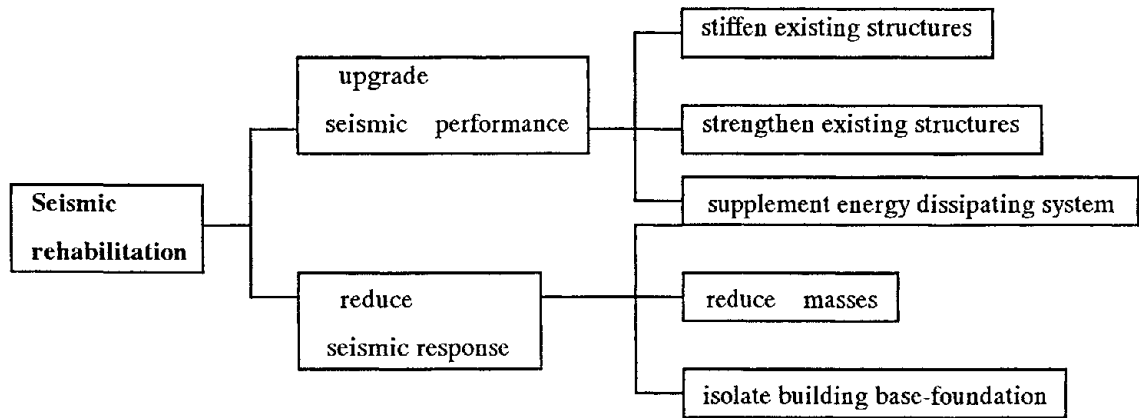 Seismic
rehabilitation
upgrade
seismic performance
reduce
seismic response
stiffen existing structures
strengthen existing structures
supplement energy dissipating system
reduce masses
isolate building base-foundation